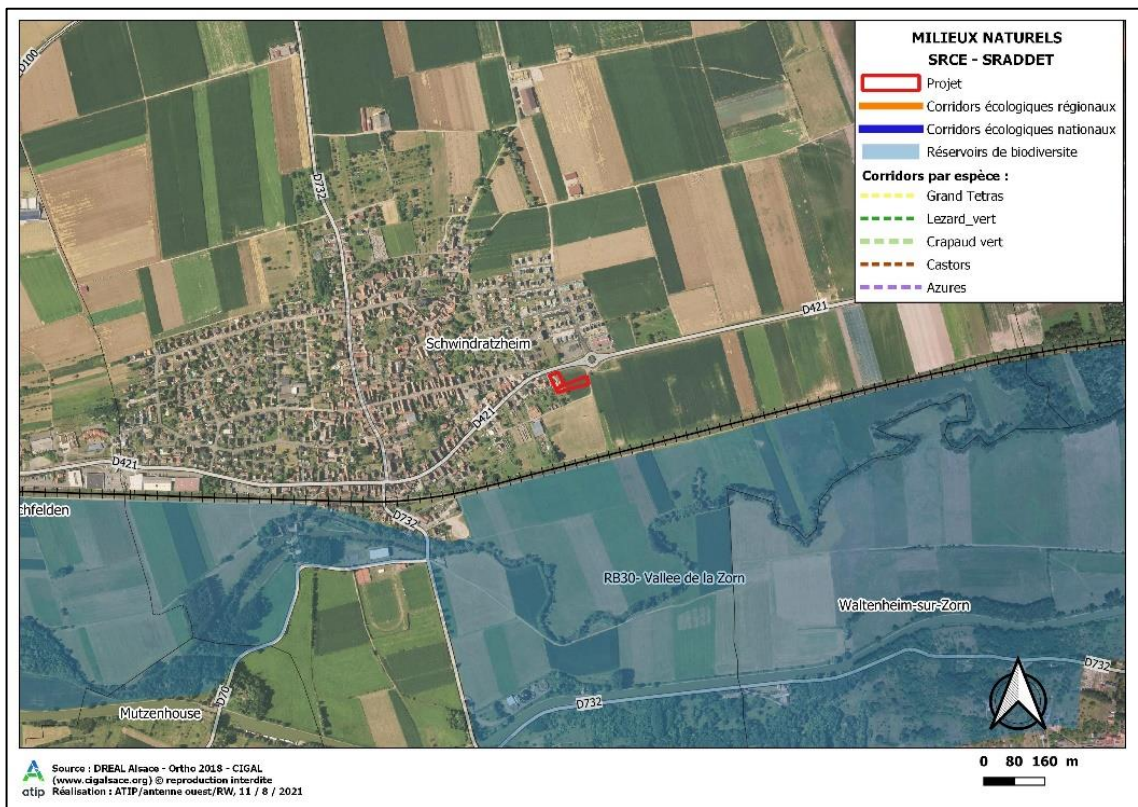 MILIEUX NATURELS
SRCE - SRADDET
Projet
Corridors écologiques régionaux
Corridors écologiques nationaux
Réservoirs de biodiversite
Corridors par espèce :
Grand Tetras
Lezard_vert
Crapaud vert
Castors
Azures
D100
D732
D421
Schwindratzheim
D421
D421
chfelden
D732
RB30- Vallee de la Zorn
Waltenheim-sur-Zorn
D732
D70
D732
Mutzenhouse
0 80 160 m
atip
Source : DREAL Alsace - Ortho 2018 - CIGAL
(www.cigalsace.org) © reproduction interdite
Réalisation : ATIP/antenne ouest/RW, 11 / 8 / 2021